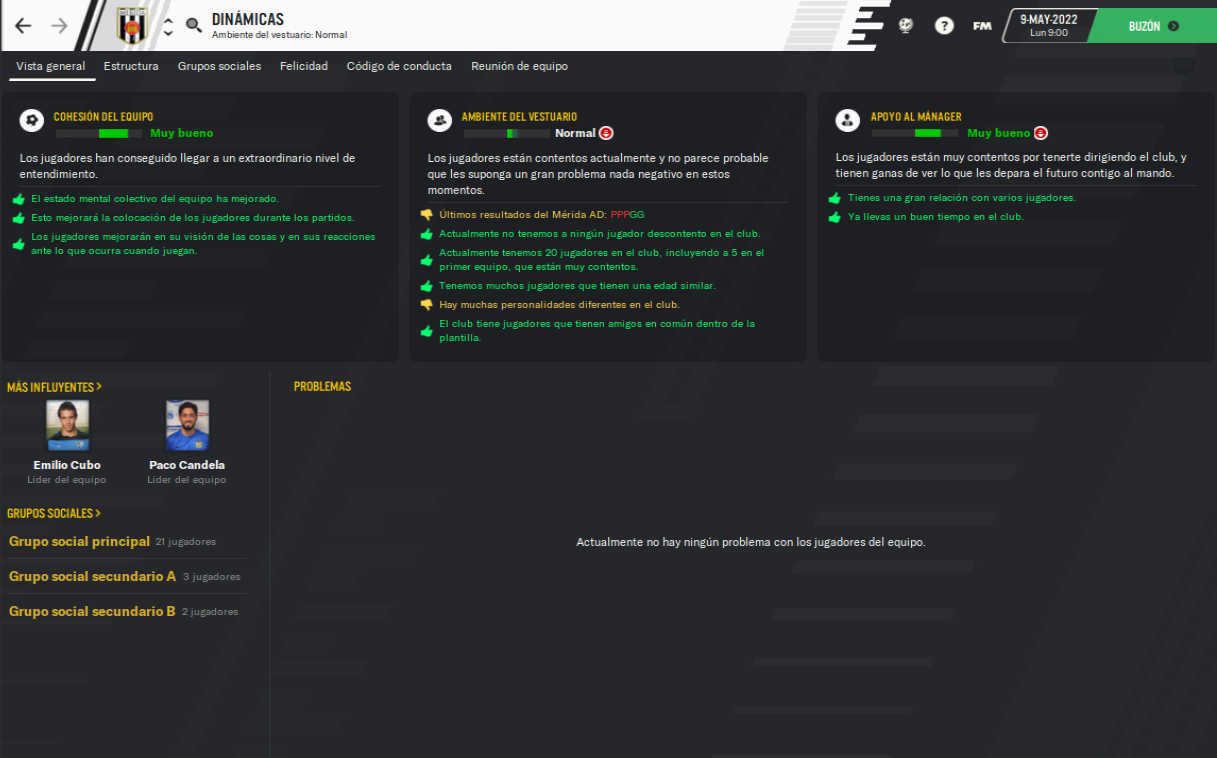 DINÁMICAS
Ambiente del vestuario: Normal
FM
9-MAY-2022
Lun 9:00
BUZÓN
Vista general
Estructura
Grupos sociales
Felicidad
Código de conducta
Reunión de equipo
COHESIÓN DEL EQUIPO
Muy bueno
Los jugadores han conseguido llegar a un extraordinario nivel de
entendimiento.
El estado mental colectivo del equipo ha mejorado.
Esto mejorará la colocación de los jugadores durante los partidos.
Los jugadores mejorarán en su visión de las cosas y en sus reacciones
ante lo que ocurra cuando juegan.
AMBIENTE DEL VESTUARIO
Normal
Los jugadores están contentos actualmente y no parece probable
que les suponga un gran problema nada negativo en estos
momentos.
Últimos resultados del Mérida AD: PPPGG
Actualmente no tenemos a ningún jugador descontento en el club.
Actualmente tenemos 20 jugadores en el club, incluyendo a 5 en el
primer equipo, que están muy contentos.
Tenemos muchos jugadores que tienen una edad similar.
Hay muchas personalidades diferentes en el club.
El club tiene jugadores que tienen amigos en común dentro de la
plantilla.
APOYO AL MÁNAGER
Muy bueno
Los jugadores están muy contentos por tenerte dirigiendo el club, y
tienen ganas de ver lo que les depara el futuro contigo al mando.
Tienes una gran relación con varios jugadores.
Ya llevas un buen tiempo en el club.
MÁS INFLUYENTES >
Emilio Cubo
Líder del equipo
Paco Candela
Líder del equipo
GRUPOS SOCIALES >
Grupo social principal 21 jugadores
Grupo social secundario A 3 jugadores
Grupo social secundario B 2 jugadores
PROBLEMAS
Actualmente no hay ningún problema con los jugadores del equipo.